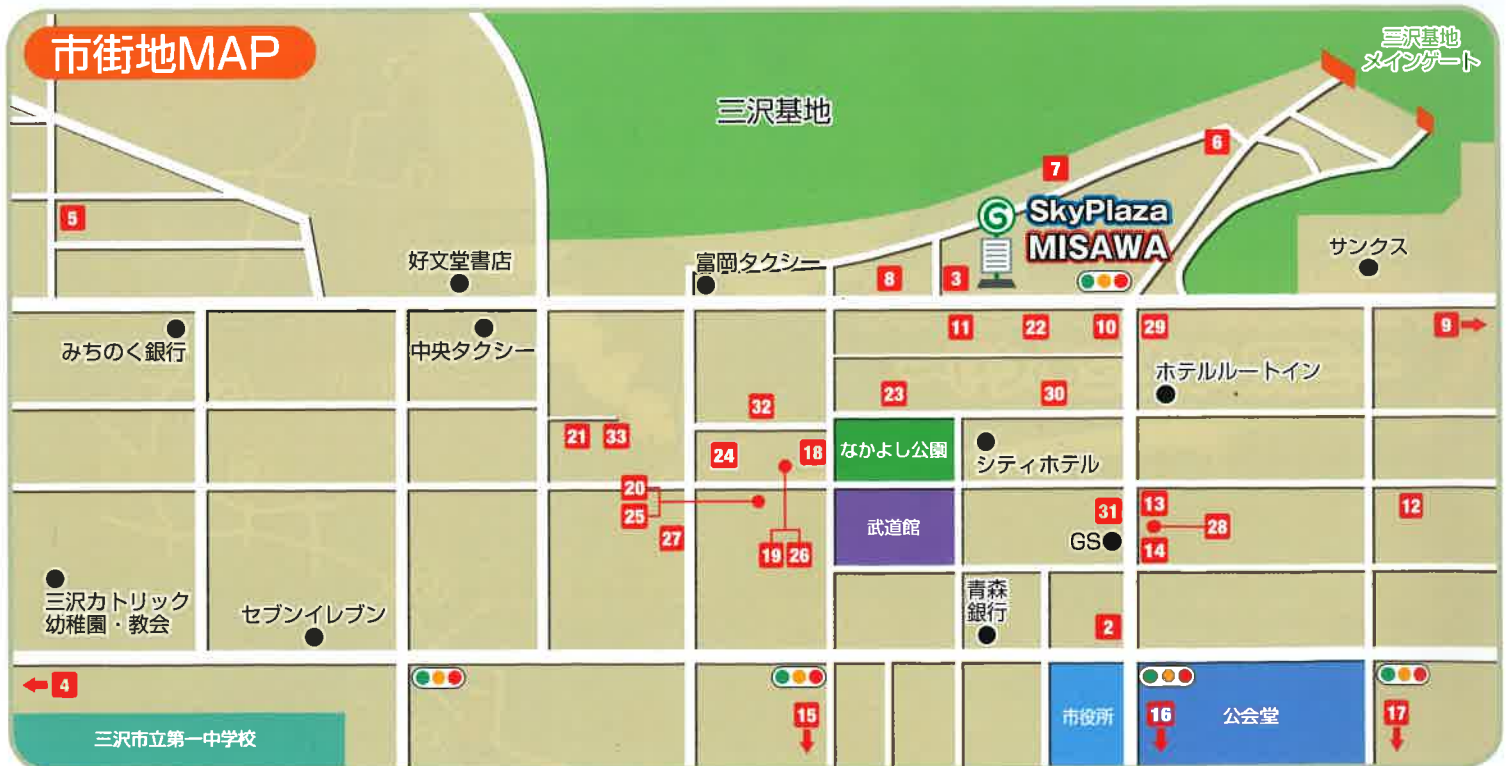 市街地MAP
三沢基地
メインゲート
三沢基地
6
7
SkyPlaza
MISAWA
5
サンクス
好文堂書店
富岡タクシー
8
3
みちのく銀行
中央タクシー
11
22
10
29
9
ホテルルートイン
32
23
30
21
33
24
18
なかよし公園
シティホテル
20
25
27
19
26
武道館
31
13
28
12
GS
14
三沢カトリック
幼稚園・教会
セブンイレブン
青森
銀行
2
4
15
市役所
16
公会堂
17
三沢市立第一中学校